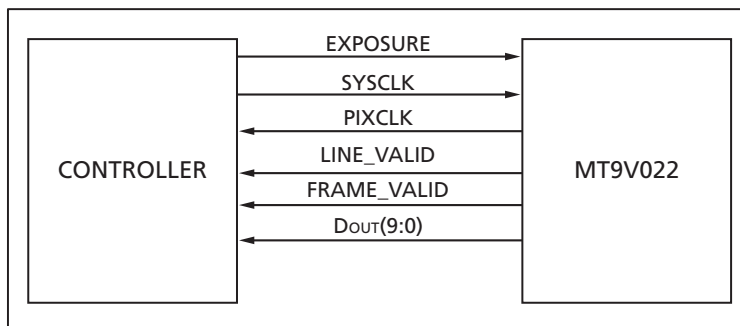 EXPOSURE
SYSCLK
PIXCLK
LINE_VALID
CONTROLLER
MT9V022
FRAME_VALID
DOUT(9:0)